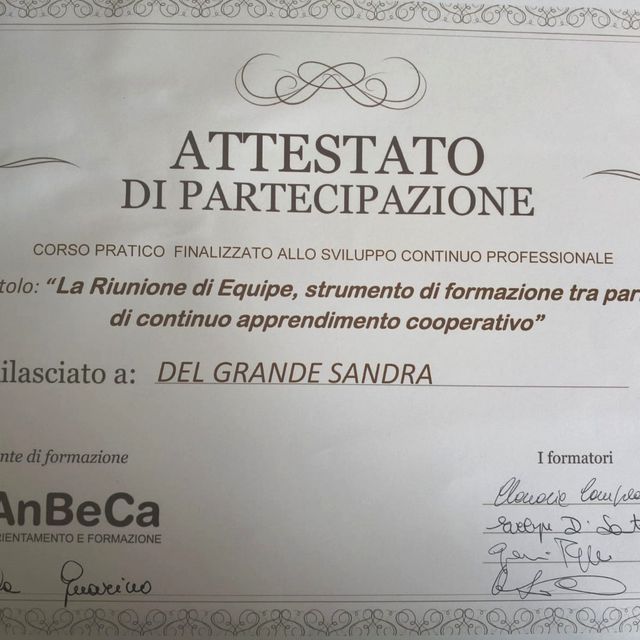 ATTESTATO
DI PARTECIPAZIONE
CORSO PRATICO FINALIZZATO ALLO SVILUPPO CONTINUO PROFESSIONALE
tolo: “La Riunione di Equipe, strumento di formazione tra pari
di continuo apprendimento cooperativo”
ilasciato a: DEL GRANDE SANDRA
nte di formazione
I formatori
AnBeCa
RIENTAMENTO E FORMAZIONE
Guarino